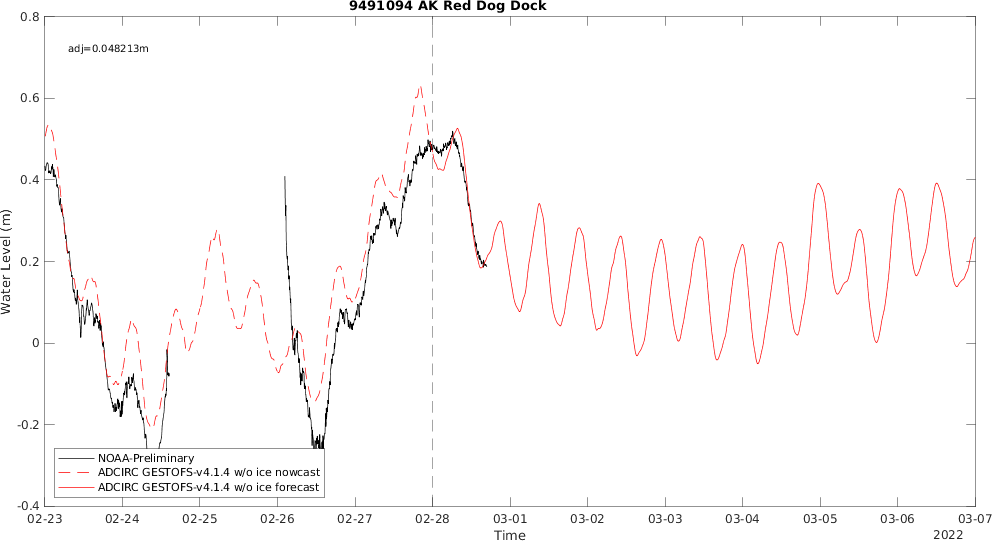 9491094 AK Red Dog Dock
adj=0.048213m
Water Level (m)
0.8
0.6
0.4
0.2
0
-0.2
-0.4
NOAA-Preliminary
ADCIRC GESTOFS-v4.1.4 w/o ice nowcast
ADCIRC GESTOFS-v4.1.4 w/o ice forecast
02-23 02-24 02-25 02-26 02-27 02-28 03-01 03-02 03-03 03-04 03-05 03-06 03-07
Time
2022